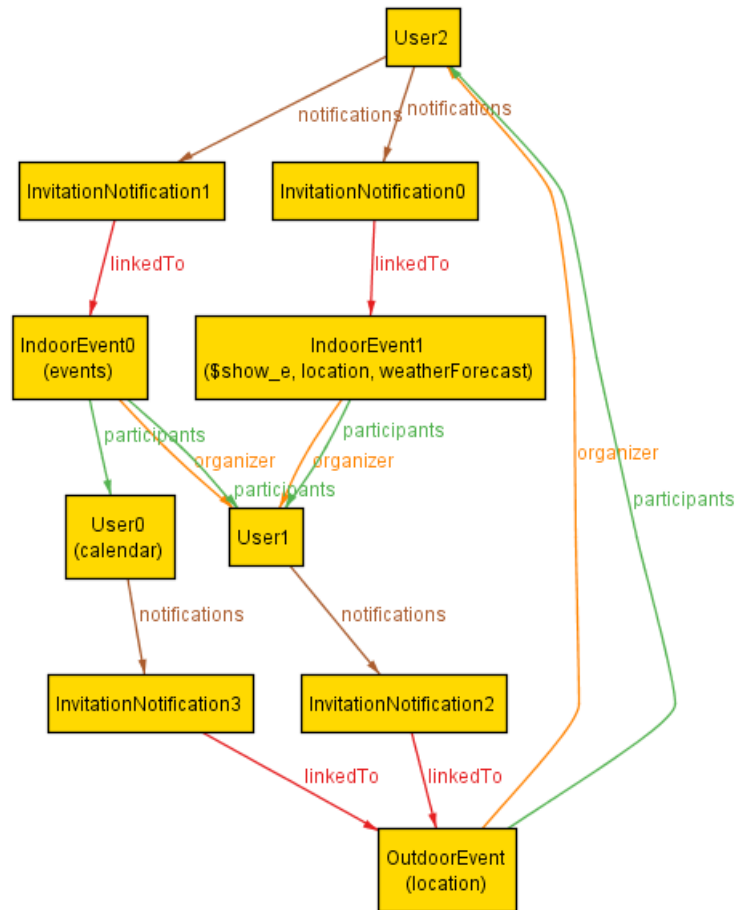 User2
notifications
notifications
InvitationNotification1
InvitationNotification0
linkedTo
linkedTo
IndoorEvent0
(events)
IndoorEvent1
($show_e, location, weatherForecast)
participants
participants
organizer
organizer
organizer
participants
participants
User0
(calendar)
User1
notifications
notifications
InvitationNotification3
InvitationNotification2
linkedTo
linkedTo
OutdoorEvent
(location)